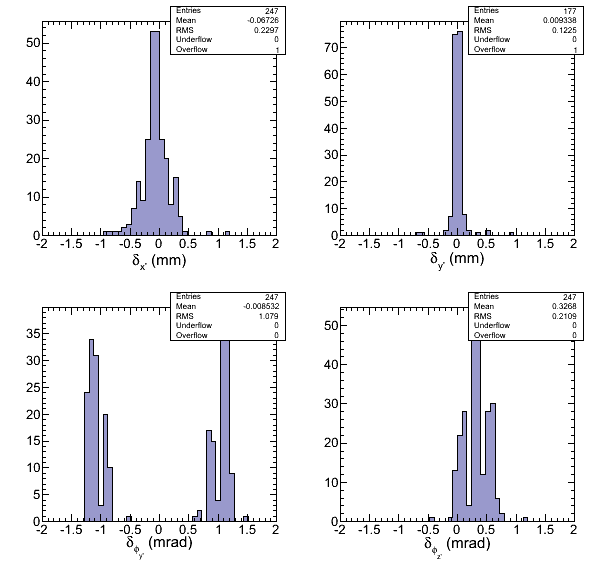 Entries 247
Mean -0.06726
RMS 0.2297
Underflow 0
Overflow 1
50
40
30
20
10
0
-2 -1.5 -1 -0.5 0 0.5 1 1.5 2
δx' (mm)
Entries 177
Mean 0.009338
RMS 0.1225
Underflow 0
Overflow 1
70
60
50
40
30
20
10
0
-2 -1.5 -1 -0.5 0 0.5 1 1.5 2
δy' (mm)
Entries 247
Mean -0.008532
RMS 1.079
Underflow 0
Overflow 0
35
30
25
20
15
10
5
0
-2 -1.5 -1 -0.5 0 0.5 1 1.5 2
δϕy' (mrad)
Entries 247
Mean 0.3268
RMS 0.2109
Underflow 0
Overflow 0
50
40
30
20
10
0
-2 -1.5 -1 -0.5 0 0.5 1 1.5 2
δϕz' (mrad)